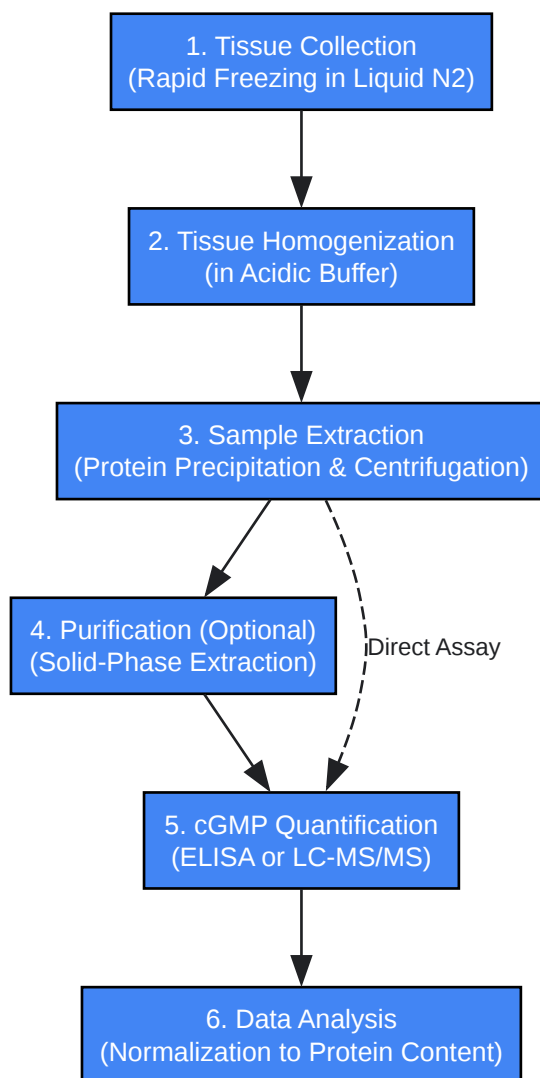 1. Tissue Collection
(Rapid Freezing in Liquid N2)
2. Tissue Homogenization
(in Acidic Buffer)
3. Sample Extraction
(Protein Precipitation & Centrifugation)
4. Purification (Optional)
(Solid-Phase Extraction)
Direct Assay
5. cGMP Quantification
(ELISA or LC-MS/MS)
6. Data Analysis
(Normalization to Protein Content)